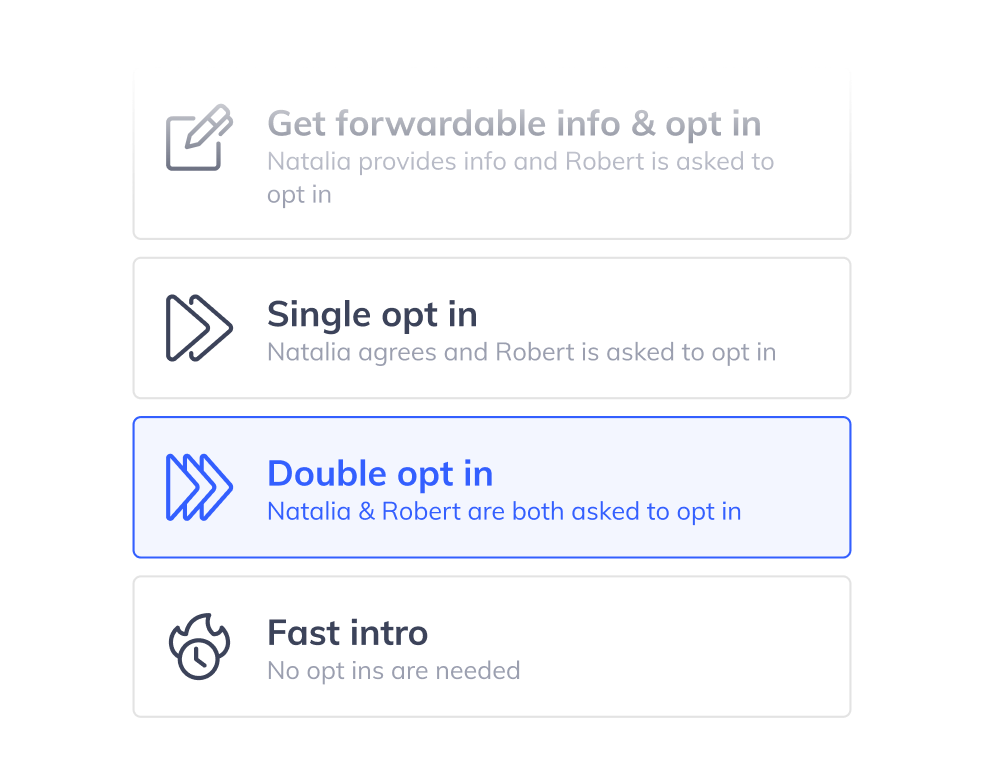 Get forwardable info & opt in
Natalia provides info and Robert is asked to
opt in
Single opt in
Natalia agrees and Robert is asked to opt in
Double opt in
Natalia & Robert are both asked to opt in
Fast intro
No opt ins are needed